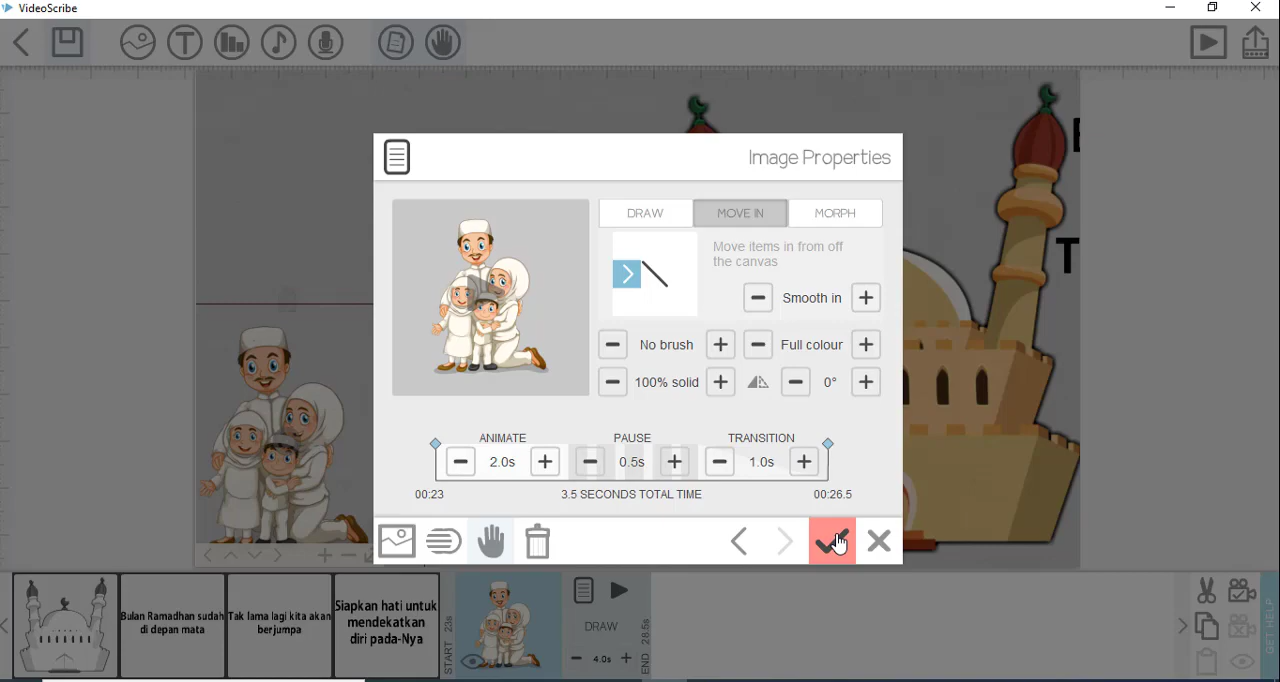 VideoScribe
Image Properties
DRAW
MOVE IN
MORPH
Move items in from off
the canvas
Smooth in
No brush
Full colour
100% solid
0°
ANIMATE
PAUSE
TRANSITION
2.0s
0.5s
1.0s
00:23
3.5 SECONDS TOTAL TIME
00:26.5
Bulan Ramadhan sudah
di depan mata
Tak lama lagi kita akan
berjumpa
Siapkan hati untuk
mendekatkan
diri pada-Nya
START 23s
DRAW
4.0s
END 28.5s
GET HELP